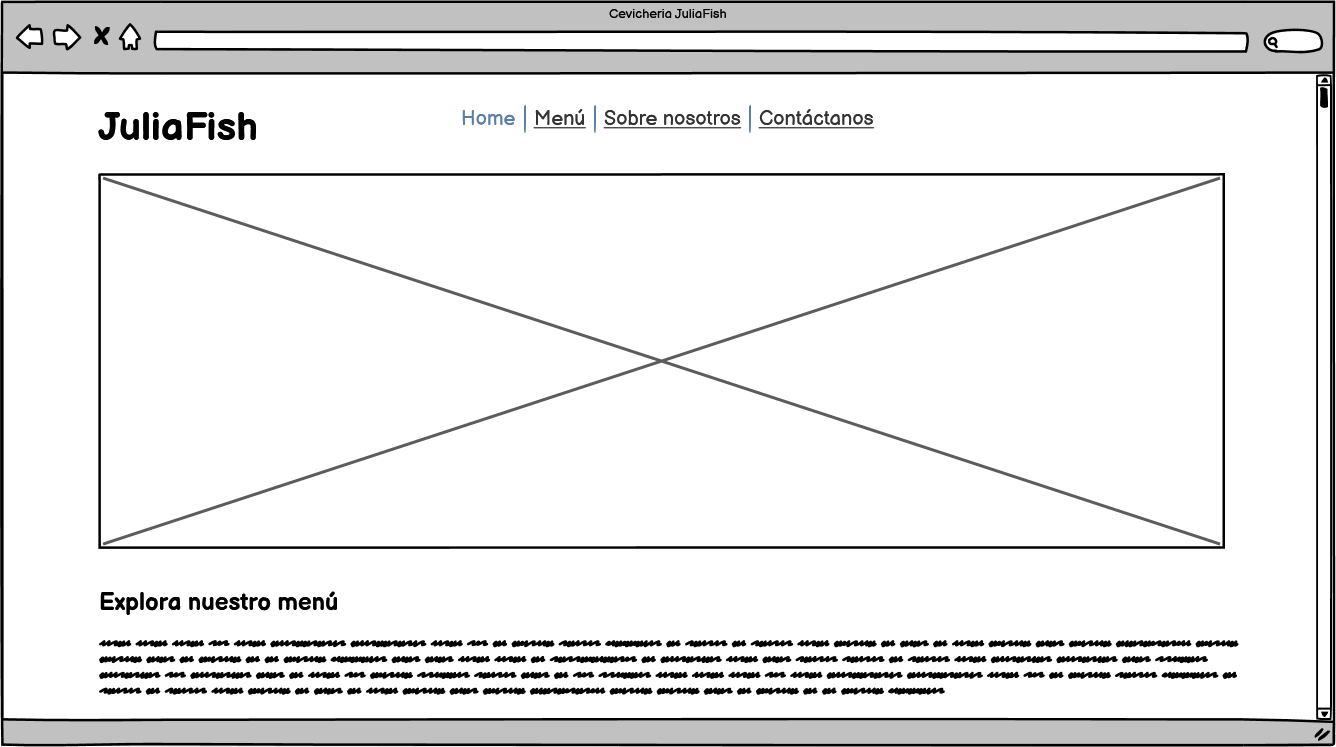 Cevicheria JuliaFish
JuliaFish
Home | Menú | Sobre nosotros | Contáctanos
Explora nuestro menú